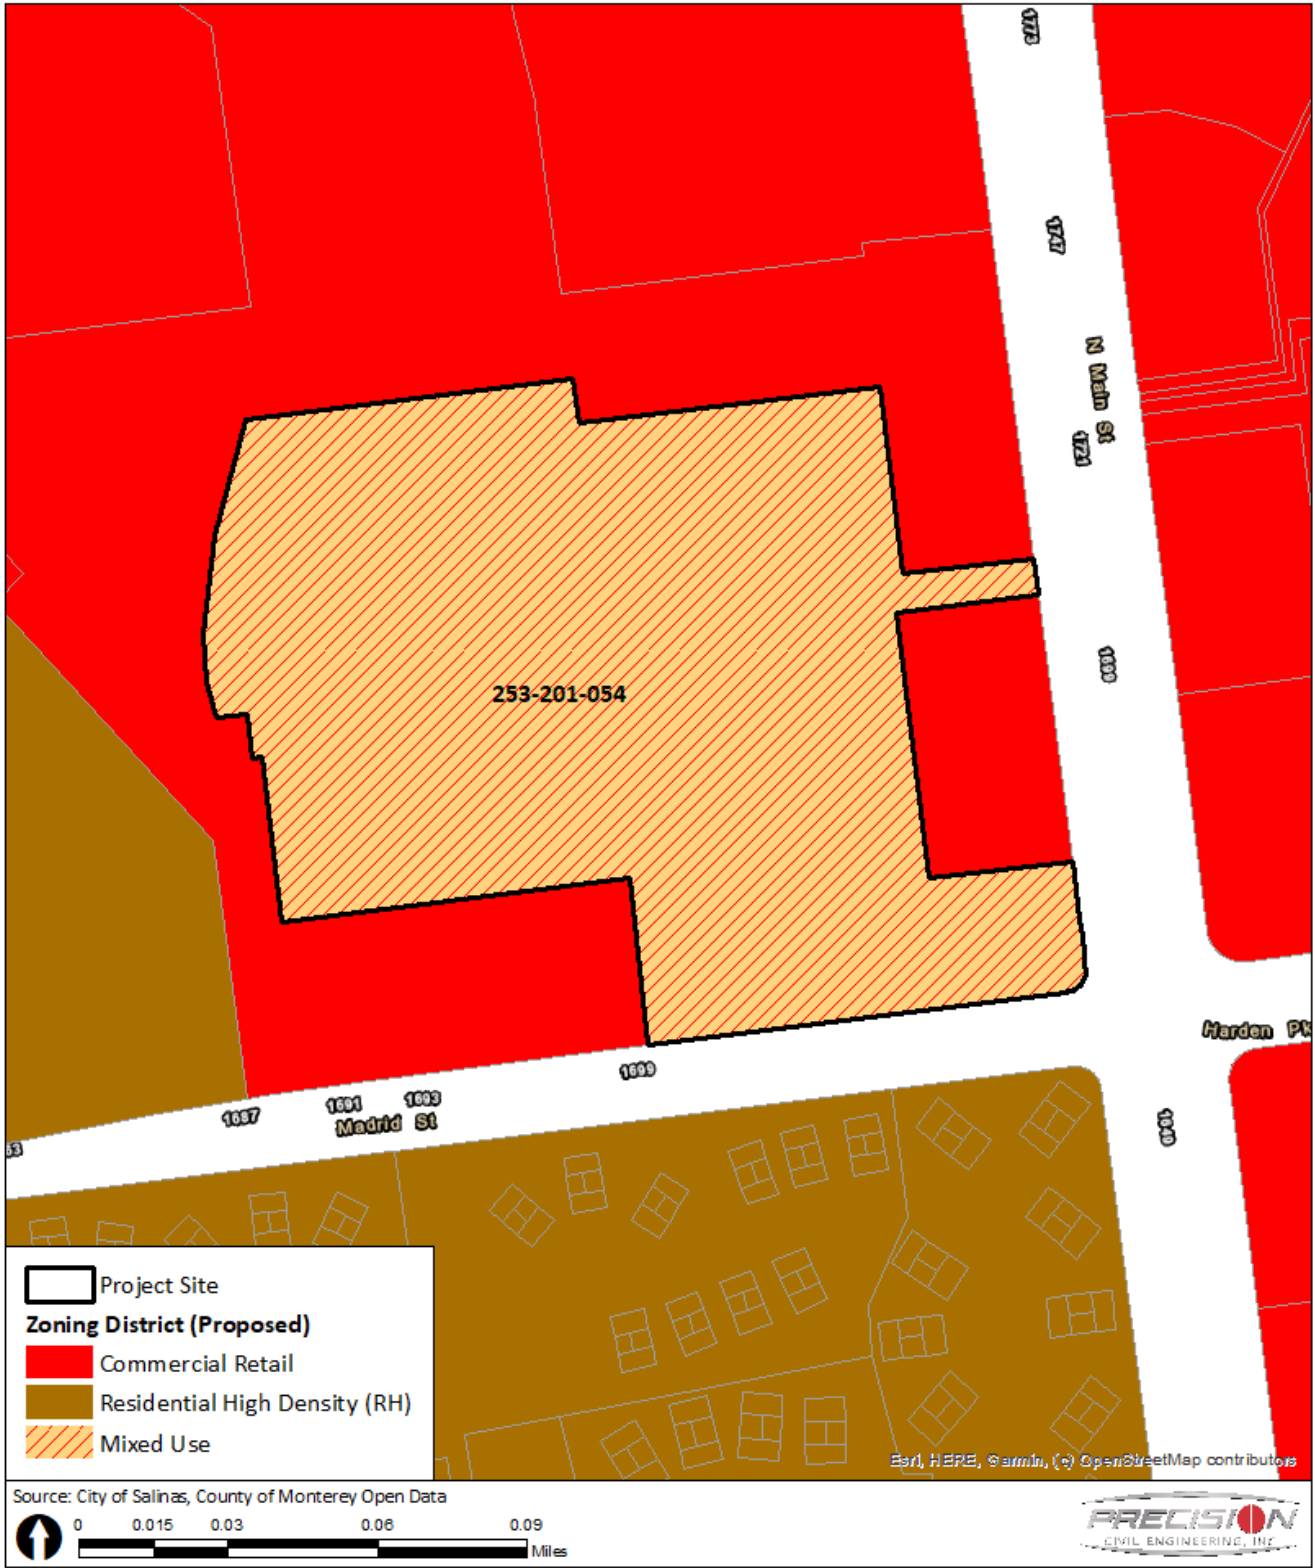 1773
1747
N Main St
1721
1699
253-201-054
Harden Pk
1699
1693
1691
1687
Madrid St
63
1649
Project Site
Zoning District (Proposed)
Commercial Retail
Residential High Density (RH)
Mixed Use
Esri, HERE, Garmin, (c) OpenStreetMap contributors
Source: City of Salinas, County of Monterey Open Data
0 0.015 0.03 0.06 0.09
Miles
PRECISION
CIVIL ENGINEERING, INC